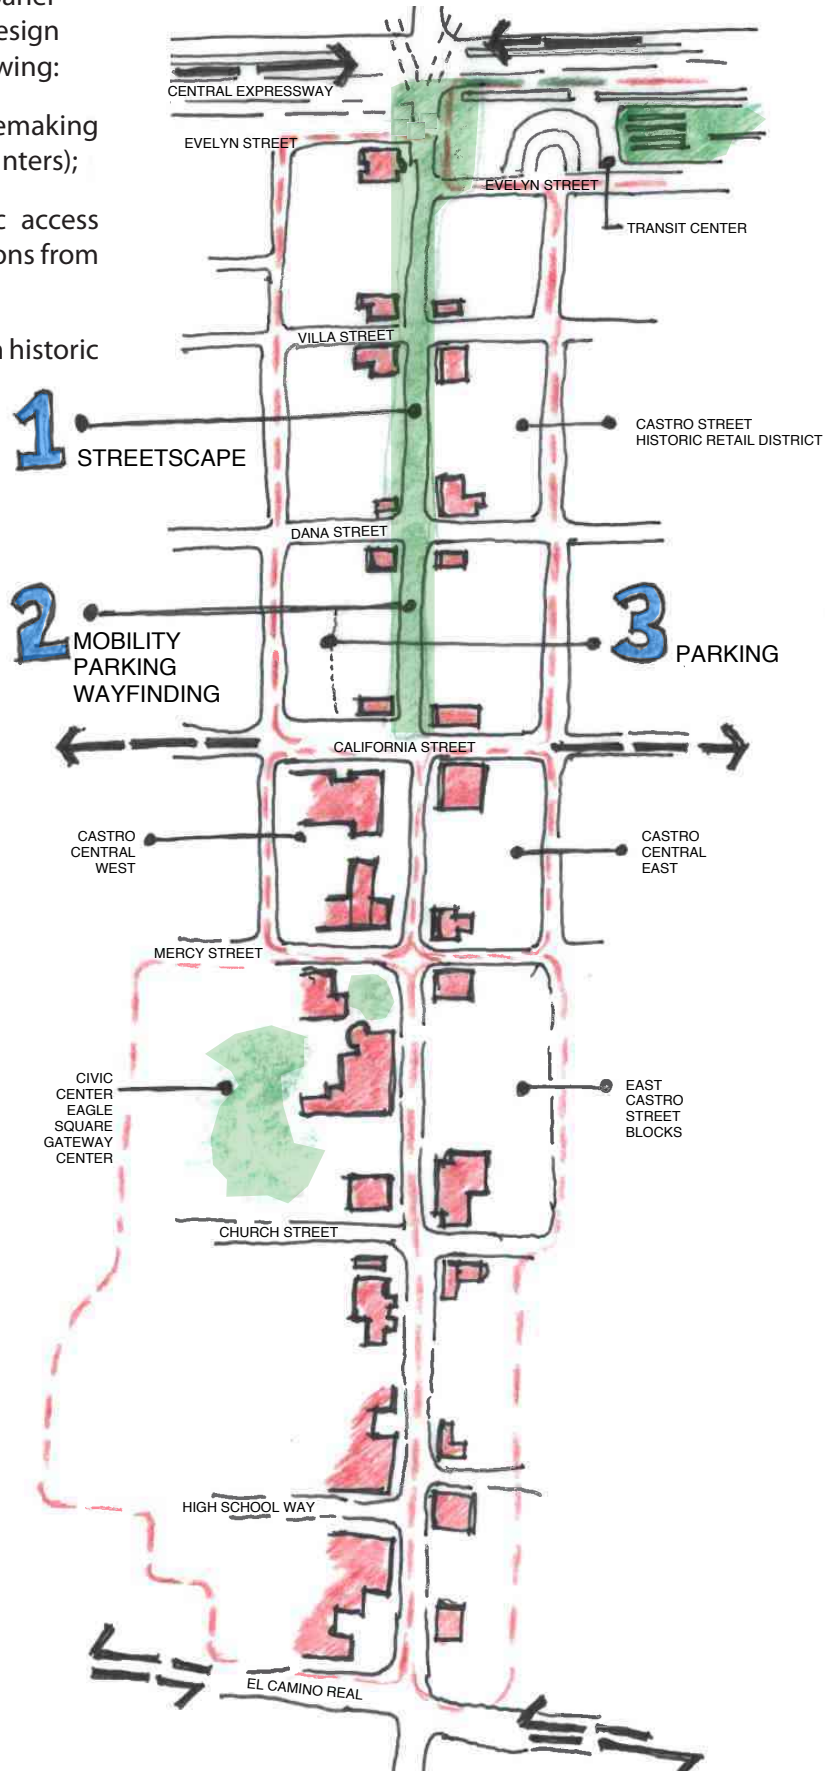 esign
wing:
emaking
nters);
c access
ons from
historic
CENTRAL EXPRESSWAY
EVELYN STREET
EVELYN STREET
TRANSIT CENTER
VILLA STREET
1
STREETSCAPE
CASTRO STREET
HISTORIC RETAIL DISTRICT
DANA STREET
2
MOBILITY
PARKING
WAYFINDING
3
PARKING
CALIFORNIA STREET
CASTRO
CENTRAL
WEST
CASTRO
CENTRAL
EAST
MERCY STREET
CIVIC
CENTER
EAGLE
SQUARE
GATEWAY
CENTER
EAST
CASTRO
STREET
BLOCKS
CHURCH STREET
HIGH SCHOOL WAY
EL CAMINO REAL